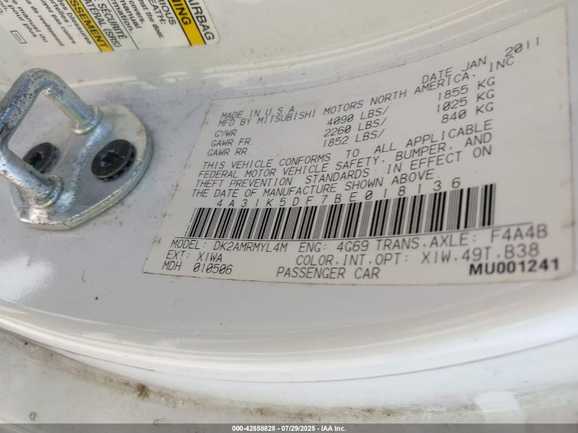 AIRBAG
WARNING
MADE IN U.S.A. DATE JAN 2011
MFD BY MITSUBISHI MOTORS NORTH AMERICA, INC
GVWR 4090 LBS/ 1855 KG
GAWR FR 2260 LBS/ 1025 KG
GAWR RR 1852 LBS/ 840 KG
THIS VEHICLE CONFORMS TO ALL APPLICABLE
FEDERAL MOTOR VEHICLE SAFETY, BUMPER, AND
THEFT PREVENTION STANDARDS IN EFFECT ON
THE DATE OF MANUFACTURE SHOWN ABOVE.
4A31K5DF7BE018136
MODEL: DK2AMRMYL4M ENG: 4G69 TRANS.AXLE: F4A4B
EXT: X1WA COLOR.INT.OPT: X1W.49T.B38
MDH 010506 PASSENGER CAR MU001241
000-42858828 07/29/2025 IAA Inc.